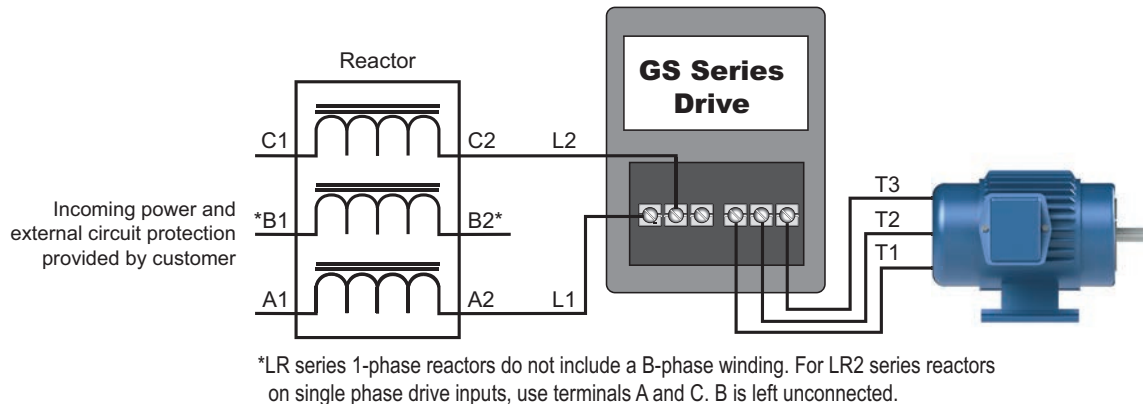 Reactor
GS Series
Drive
C1
C2
L2
Incoming power and
external circuit protection
provided by customer
*B1
B2*
A1
A2
L1
T3
T2
T1
*LR series 1-phase reactors do not include a B-phase winding. For LR2 series reactors
on single phase drive inputs, use terminals A and C. B is left unconnected.